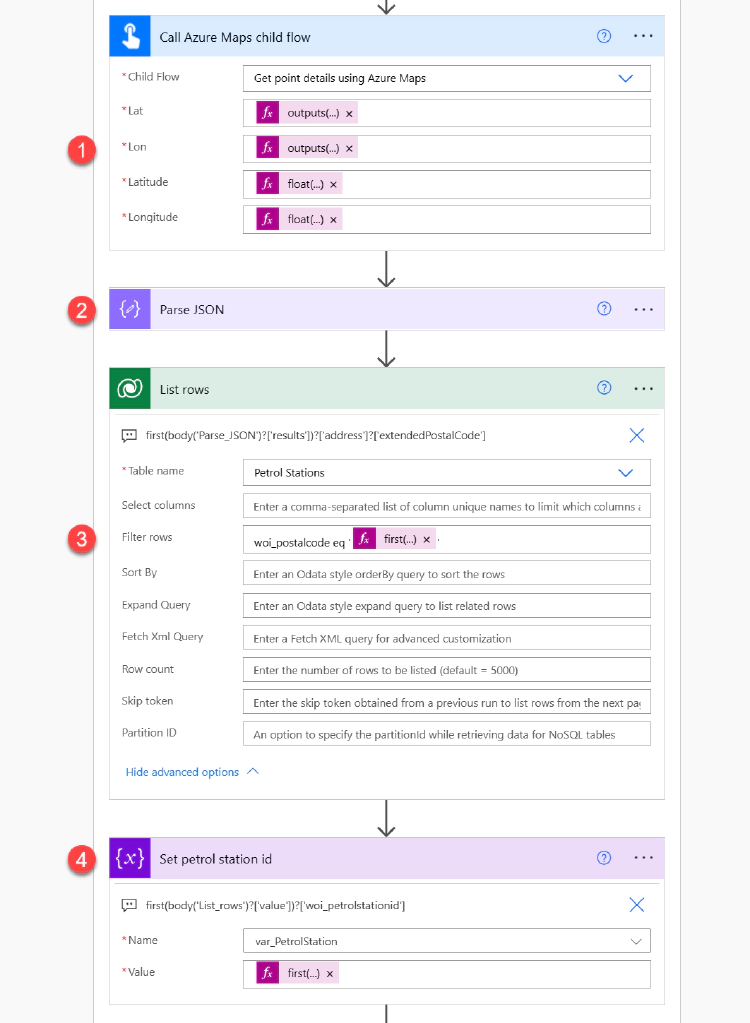 Call Azure Maps child flow
* Child Flow
Get point details using Azure Maps
* Lat
fx outputs(...) ×
1
* Lon
fx outputs(...) ×
* Latitude
fx float(...) ×
* Longitude
fx float(...) ×
2
Parse JSON
List rows
first(body('Parse_JSON')?['results'])?['address']?['extendedPostalCode']
* Table name
Petrol Stations
Select columns
Enter a comma-separated list of column unique names to limit which columns a
3
Filter rows
woi_postalcode eq ' fx first(...) × '
Sort By
Enter an Odata style orderBy query to sort the rows
Expand Query
Enter an Odata style expand query to list related rows
Fetch Xml Query
Enter a Fetch XML query for advanced customization
Row count
Enter the number of rows to be listed (default = 5000)
Skip token
Enter the skip token obtained from a previous run to list rows from the next pa
Partition ID
An option to specify the partitionId while retrieving data for NoSQL tables
Hide advanced options
4
{x} Set petrol station id
first(body('List_rows')?['value'])?['woi_petrolstationid']
* Name
var_PetrolStation
* Value
fx first(...) ×